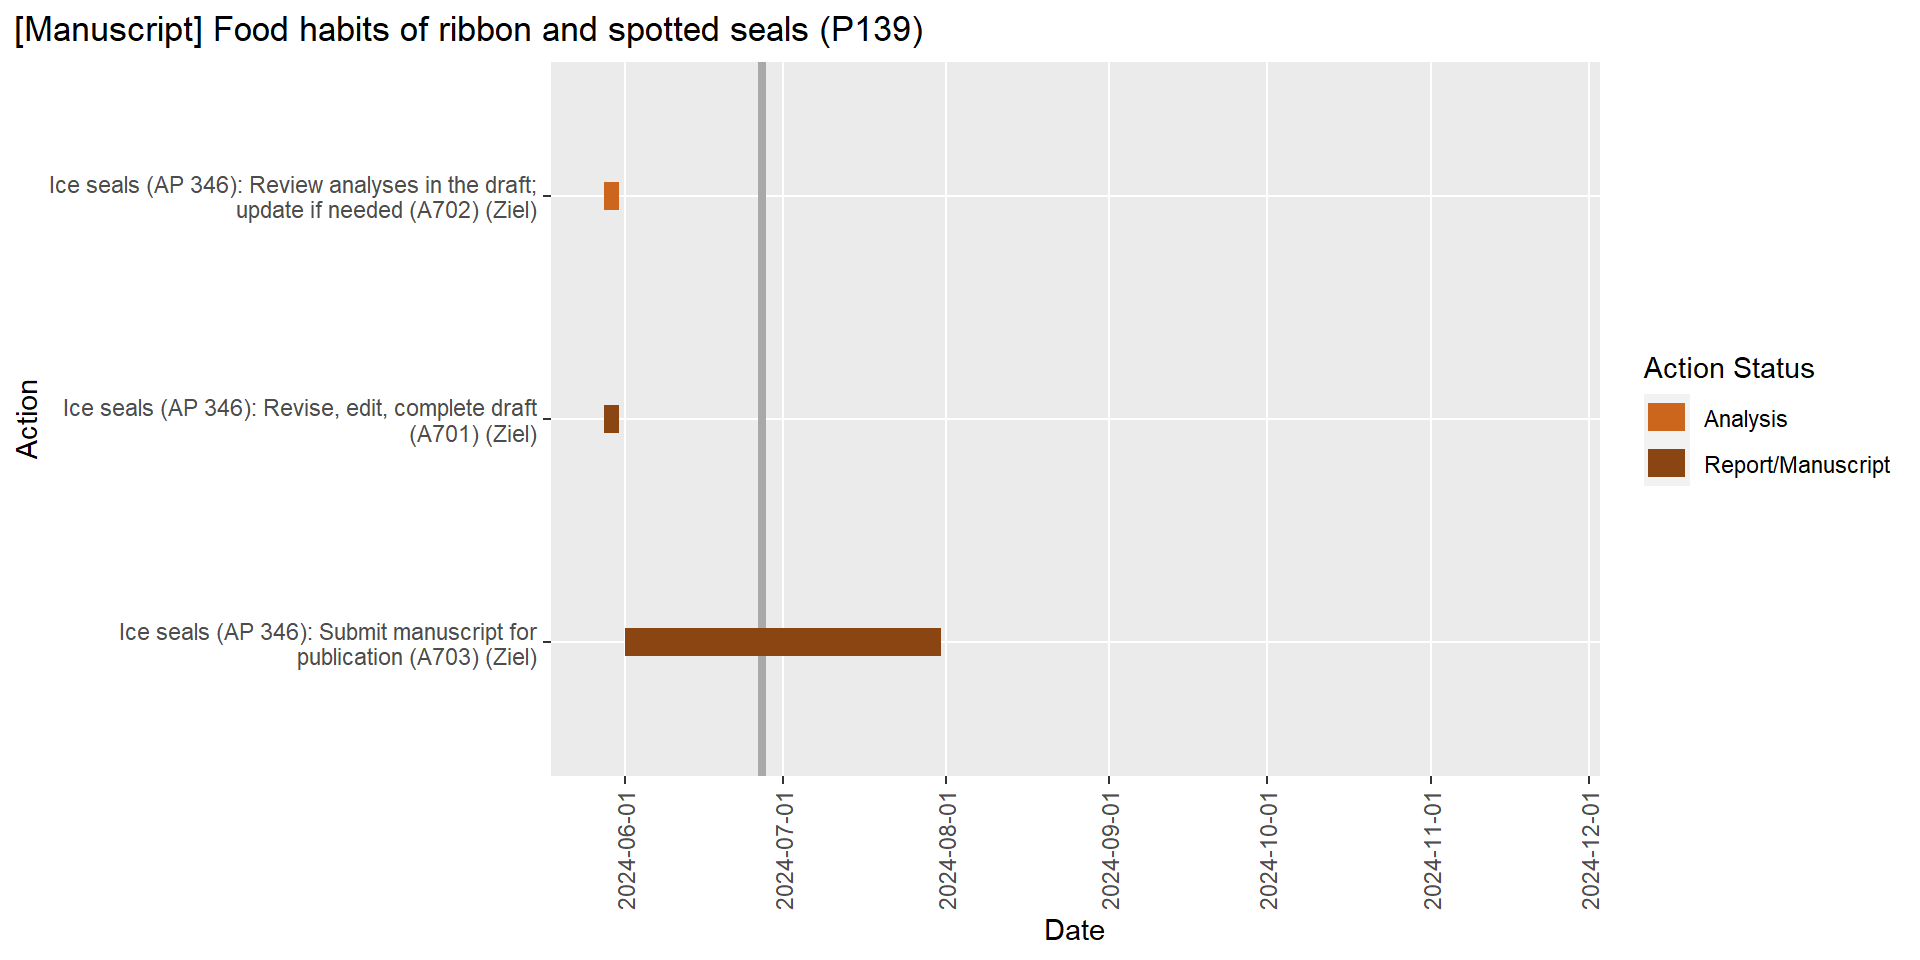 [Manuscript] Food habits of ribbon and spotted seals (P139)
Ice seals (AP 346): Review analyses in the draft;
update if needed (A702) (Ziel)
Ice seals (AP 346): Revise, edit, complete draft
(A701) (Ziel)
Ice seals (AP 346): Submit manuscript for
publication (A703) (Ziel)
Action
2024-06-01
2024-07-01
2024-08-01
2024-09-01
2024-10-01
2024-11-01
2024-12-01
Date
Action Status
Analysis
Report/Manuscript